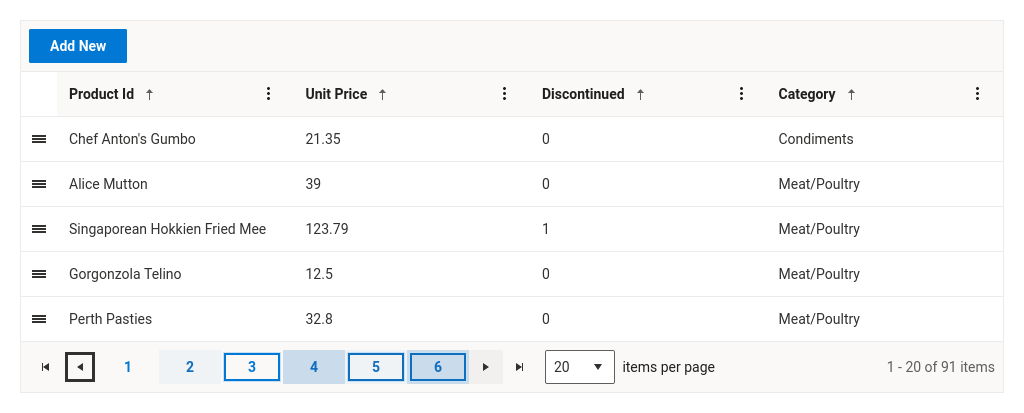 Add New
Product Id Unit Price Discontinued Category
Chef Anton's Gumbo 21.35 0 Condiments
Alice Mutton 39 0 Meat/Poultry
Singaporean Hokkien Fried Mee 123.79 1 Meat/Poultry
Gorgonzola Telino 12.5 0 Meat/Poultry
Perth Pasties 32.8 0 Meat/Poultry
1 2 3 4 5 6 20 items per page 1 - 20 of 91 items